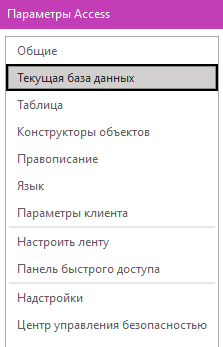 Параметры Access
Общие
Текущая база данных
Таблица
Конструкторы объектов
Правописание
Язык
Параметры клиента
Настроить ленту
Панель быстрого доступа
Надстройки
Центр управления безопасностью